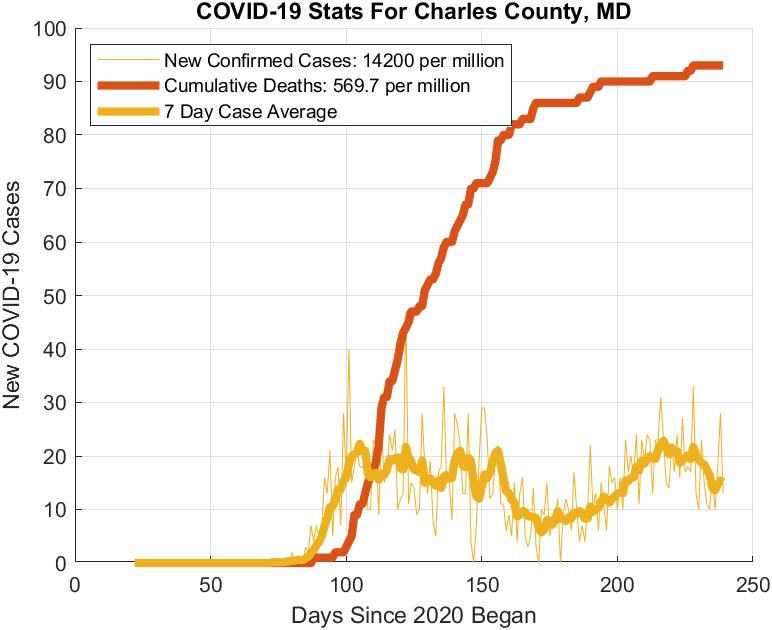 COVID-19 Stats For Charles County, MD
New Confirmed Cases: 14200 per million
Cumulative Deaths: 569.7 per million
7 Day Case Average
New COVID-19 Cases
100
90
80
70
60
50
40
30
20
10
0
0 50 100 150 200 250
Days Since 2020 Began